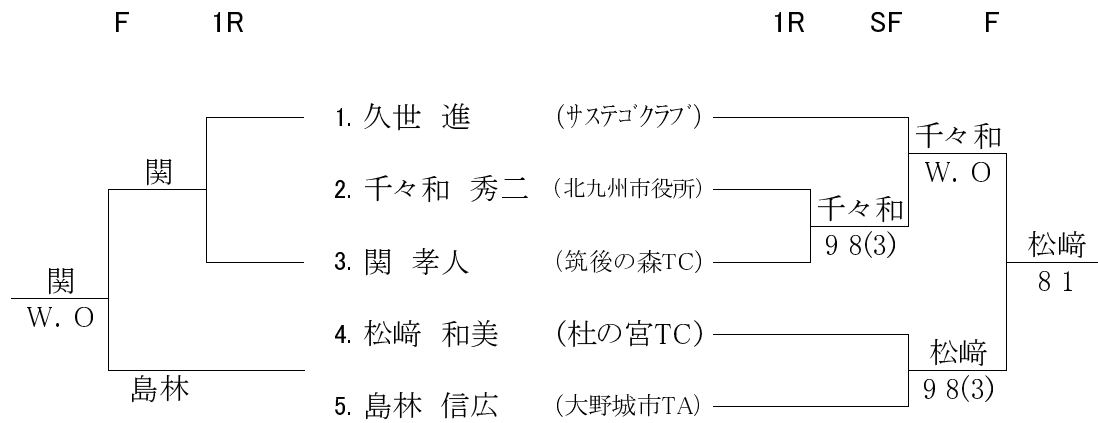 F 1R 1R SF F
1. 久世 進 (サステゴクラブ)
千々和
関 W. O
2. 千々和 秀二 (北九州市役所)
千々和
9 8(3)
松﨑
3. 関 孝人 (筑後の森TC)
関 8 1
W. O
4. 松﨑 和美 (杜の宮TC)
松﨑
島林 9 8(3)
5. 島林 信広 (大野城市TA)